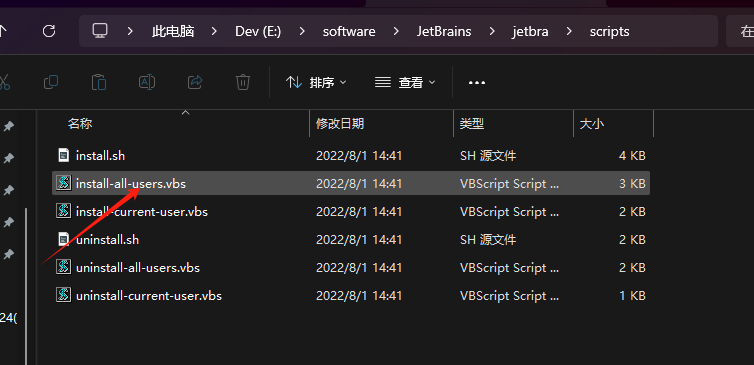 此电脑 Dev (E:) software JetBrains jetbra scripts 在
排序 查看
名称 修改日期 类型 大小
install.sh 2022/8/1 14:41 SH 源文件 4 KB
install-all-users.vbs 2022/8/1 14:41 VBScript Script ... 3 KB
install-current-user.vbs 2022/8/1 14:41 VBScript Script ... 2 KB
uninstall.sh 2022/8/1 14:41 SH 源文件 2 KB
uninstall-all-users.vbs 2022/8/1 14:41 VBScript Script ... 2 KB
uninstall-current-user.vbs 2022/8/1 14:41 VBScript Script ... 1 KB
24(